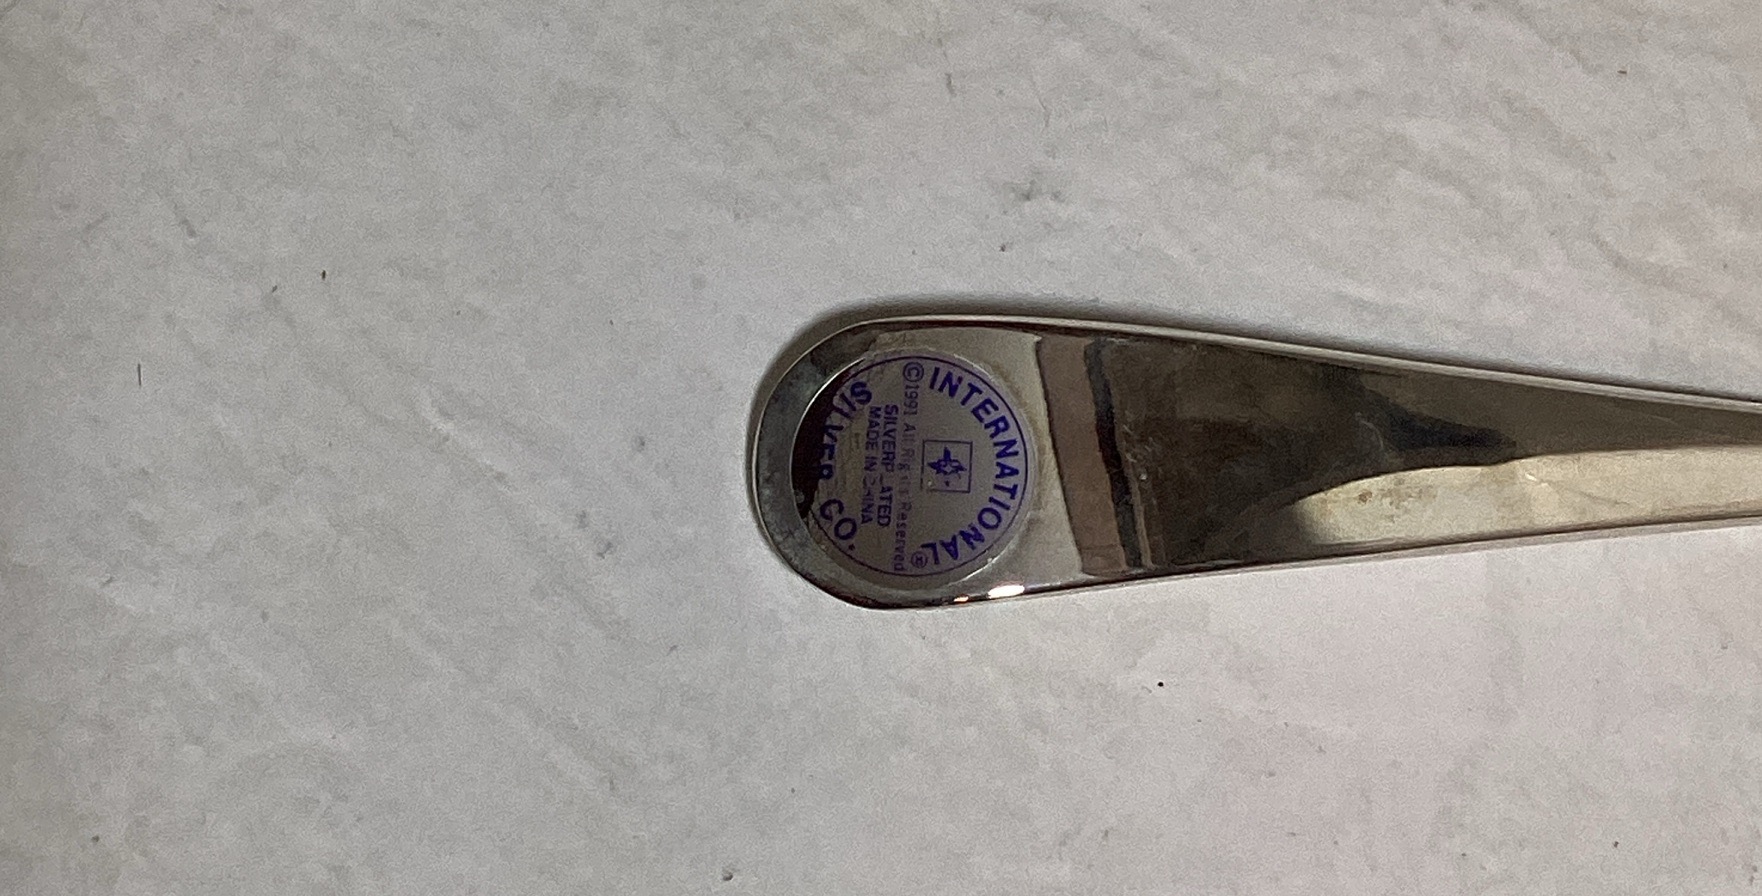 INTERNATIONAL
©1991 All Rights Reserved ®
SILVERPLATED
MADE IN CHINA
SILVER CO.